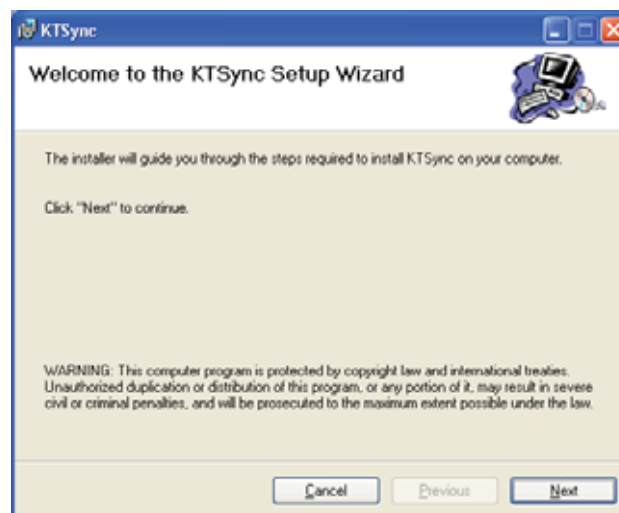 KTSync
Welcome to the KTSync Setup Wizard
The installer will guide you through the steps required to install KTSync on your computer.
Click "Next" to continue.
WARNING: This computer program is protected by copyright law and international treaties.
Unauthorized duplication or distribution of this program, or any portion of it, may result in severe
civil or criminal penalties, and will be prosecuted to the maximum extent possible under the law.
Cancel Previous Next